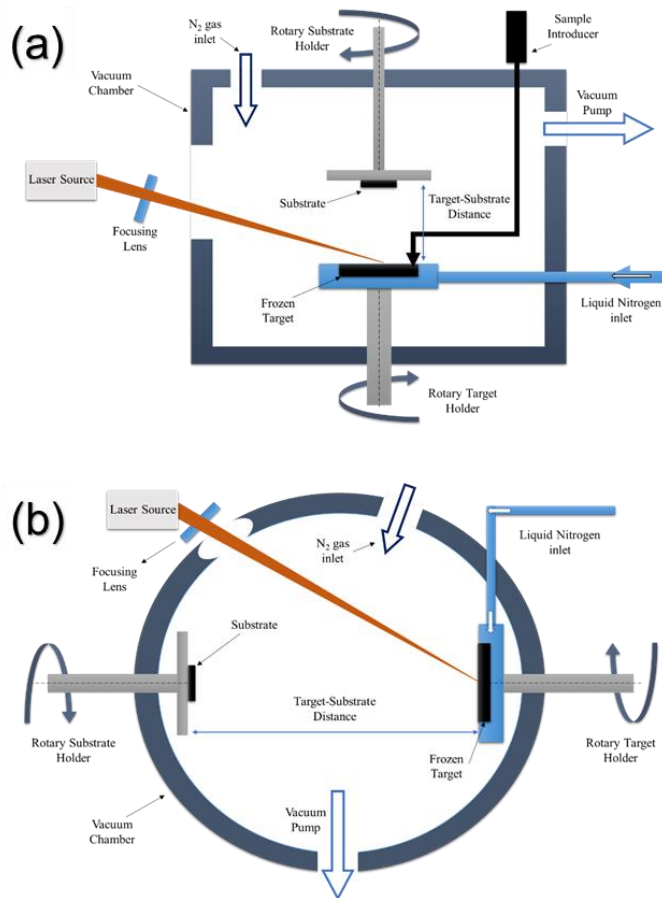 (a)
N2 gas
inlet
Rotary Substrate
Holder
Sample
Introducer
Vacuum
Chamber
Vacuum
Pump
Laser Source
Substrate
Target-Substrate
Distance
Focusing
Lens
Frozen
Target
Liquid Nitrogen
inlet
Rotary Target
Holder
(b)
Laser Source
N2 gas
inlet
Liquid Nitrogen
inlet
Focusing
Lens
Substrate
Target-Substrate
Distance
Rotary Substrate
Holder
Frozen
Target
Rotary Target
Holder
Vacuum
Chamber
Vacuum
Pump